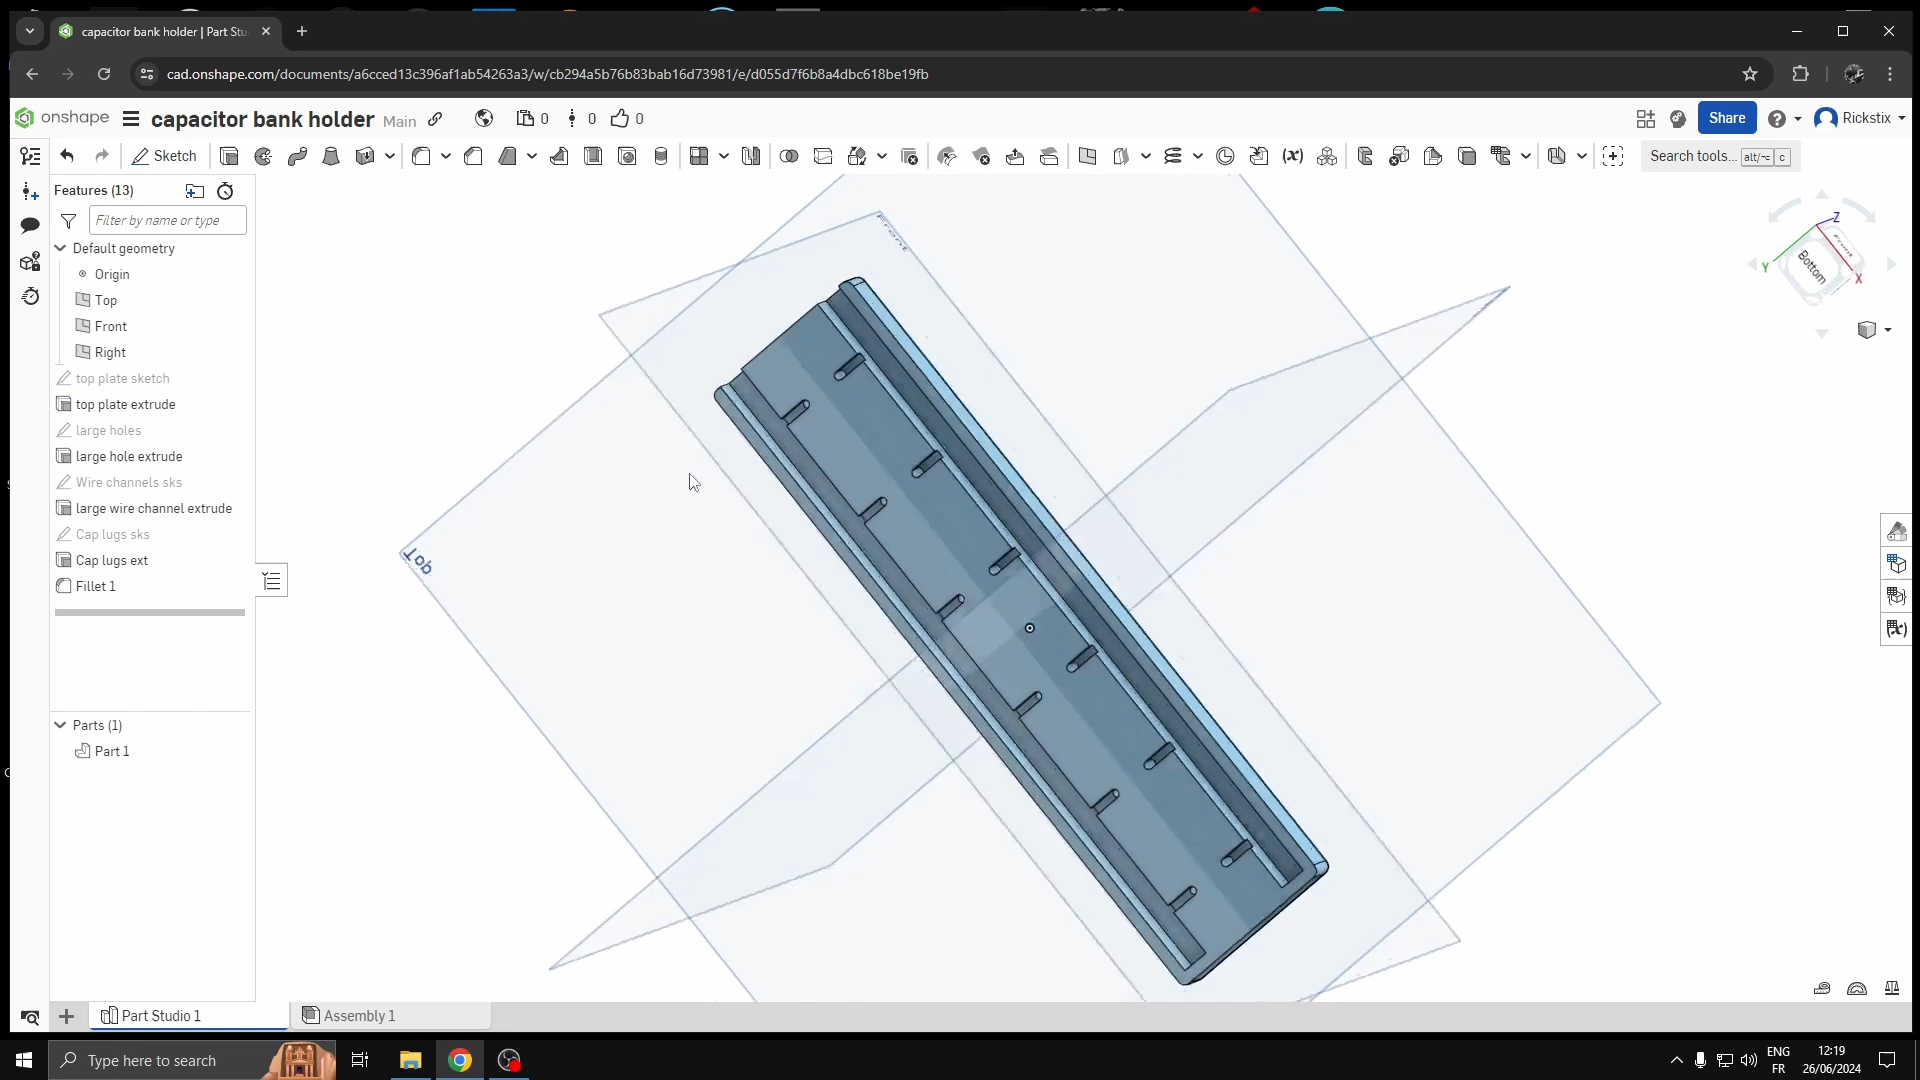 capacitor bank holder | Part Stu
cad.onshape.com/documents/a6cced13c396af1ab54263a3/w/cb294a5b76b83bab16d73981/e/d055d7f6b8a4dbc618be19fb
onshape
capacitor bank holder Main
0
0
0
Share
Rickstix
Sketch
(x)
Search tools... alt/⌥ c
Features (13)
Filter by name or type
Default geometry
Origin
Top
Front
Right
top plate sketch
top plate extrude
large holes
large hole extrude
Wire channels sks
large wire channel extrude
Cap lugs sks
Cap lugs ext
Fillet 1
Parts (1)
Part 1
Front
Top
Z
Front
Y
Bottom
X
(x)
Part Studio 1
Assembly 1
Type here to search
ENG
FR
12:19
26/06/2024